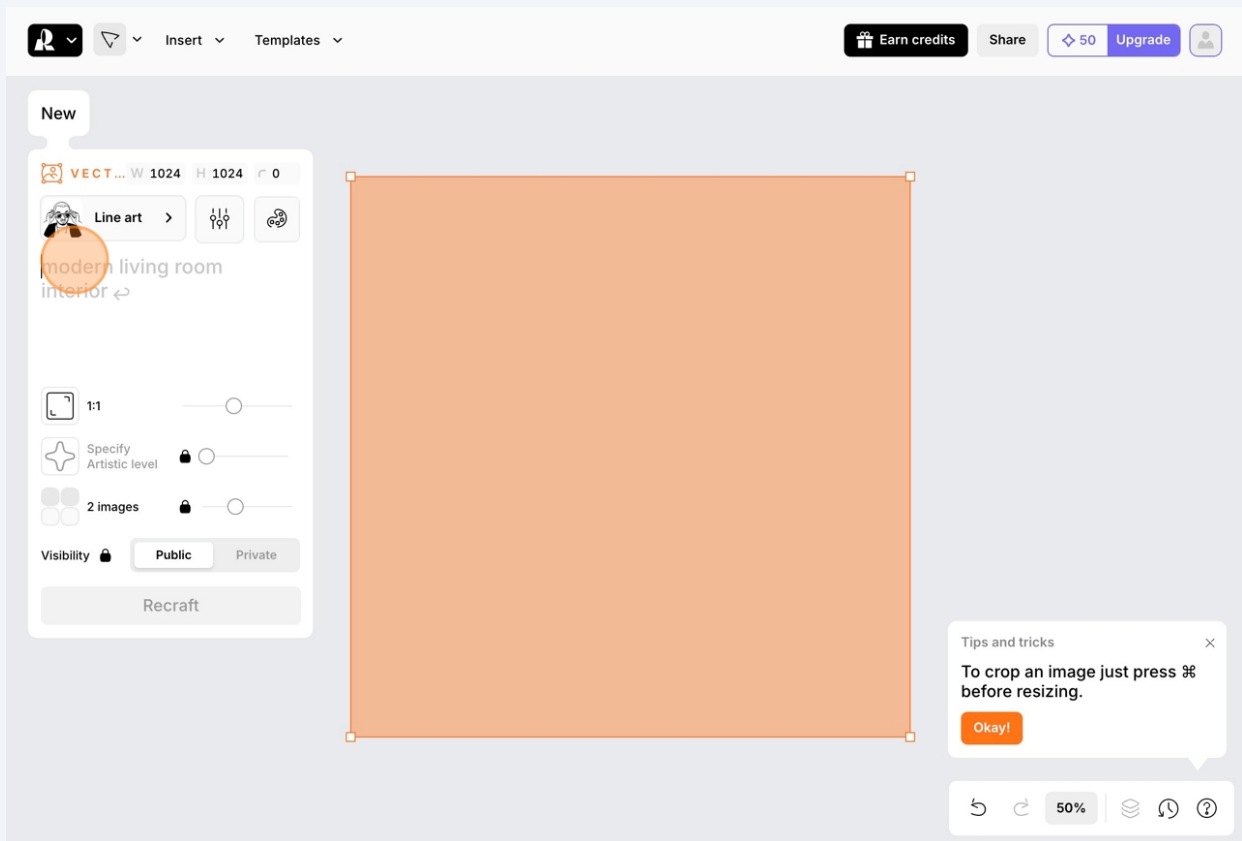 Insert
Templates
Earn credits
Share
50
Upgrade
New
VECT... W 1024 H 1024 0
Line art
modern living room
interior
1:1
Specify
Artistic level
2 images
Visibility
Public
Private
Recraft
Tips and tricks
To crop an image just press ⌘
before resizing.
Okay!
50%